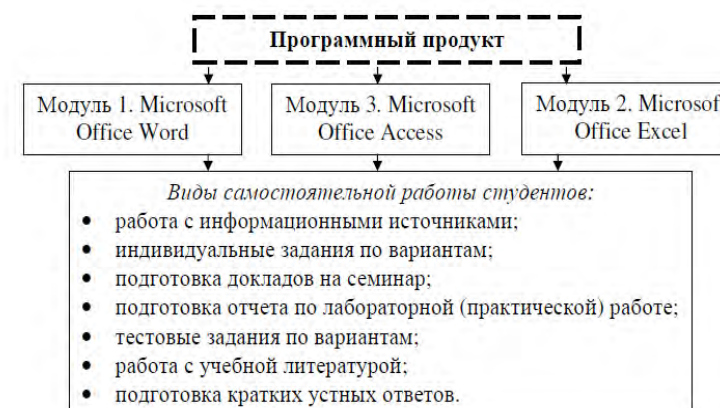 Программный продукт
Модуль 1. Microsoft
Office Word
Модуль 3. Microsoft
Office Access
Модуль 2. Microsof
Office Excel
Виды самостоятельной работы студентов:
• работа с информационными источниками;
• индивидуальные задания по вариантам;
• подготовка докладов на семинар;
• подготовка отчета по лабораторной (практической) работе;
• тестовые задания по вариантам;
• работа с учебной литературой;
• подготовка кратких устных ответов.